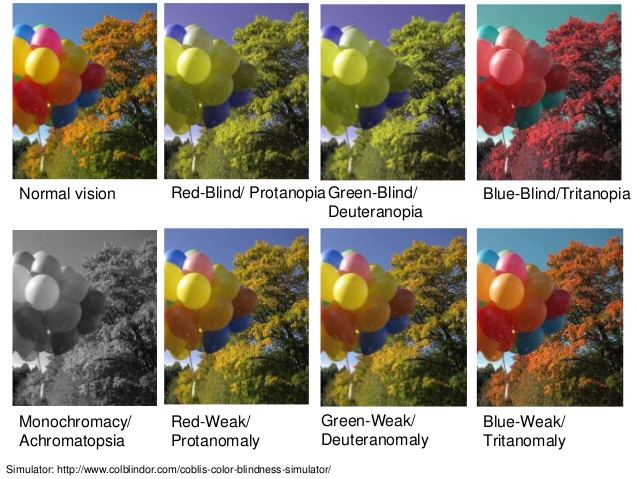 Normal vision
Red-Blind/ Protanopia
Green-Blind/
Deuteranopia
Blue-Blind/Tritanopia
Monochromacy/
Achromatopsia
Red-Weak/
Protanomaly
Green-Weak/
Deuteranomaly
Blue-Weak/
Tritanomaly
Simulator: http://www.colblindor.com/coblis-color-blindness-simulator/